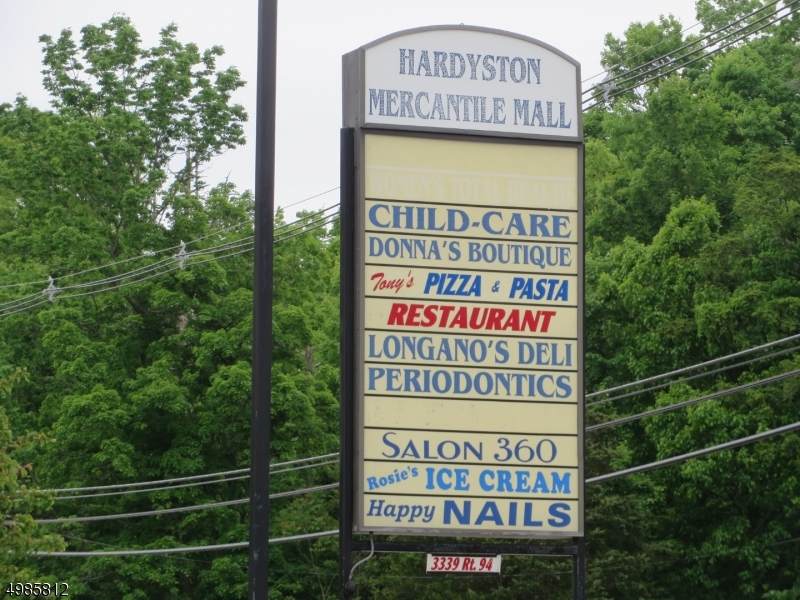 HARDYSTON
MERCANTILE MALL
CHILD-CARE
DONNA'S BOUTIQUE
Tony's PIZZA & PASTA
RESTAURANT
LONGANO'S DELI
PERIODONTICS
SALON 360
Rosie's ICE CREAM
Happy NAILS
3339 Rt. 94
4985812